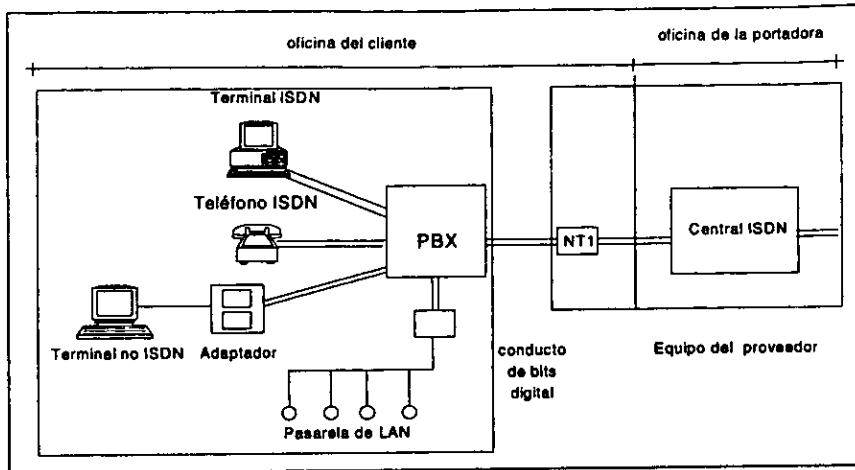 oficina del cliente
oficina de la portadora
Terminal ISDN
Teléfono ISDN
PBX
NT1
Central ISDN
Terminal no ISDN
Adaptador
conducto
de bits
digital
Equipo del proveedor
Pasarela de LAN